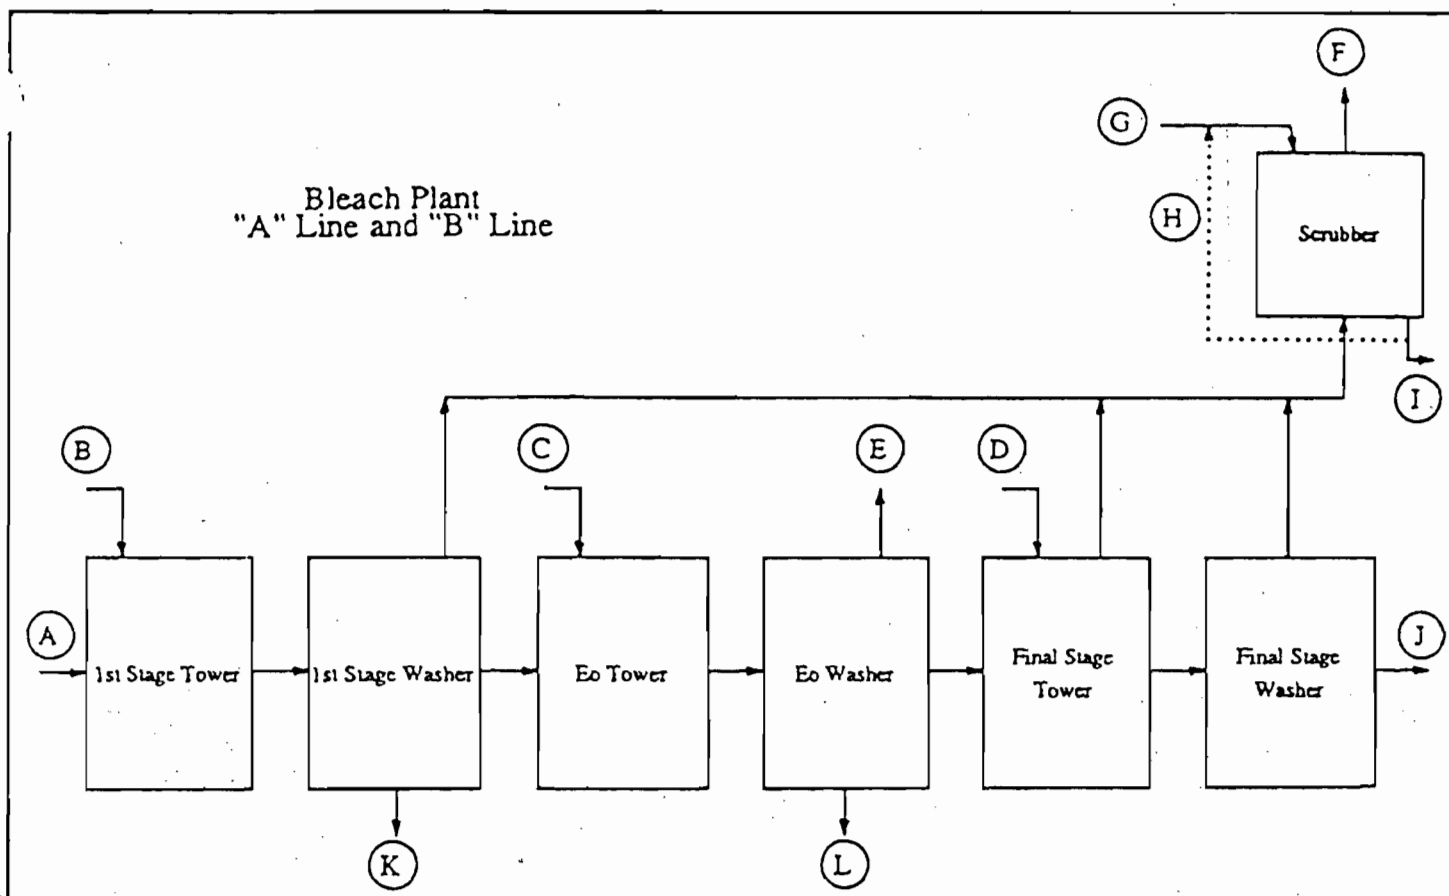 F
G
Bleach Plant
"A" Line and "B" Line
H
Scrubber
I
B
C
E
D
A
J
1st Stage Tower
1st Stage Washer
Eo Tower
Eo Washer
Final Stage
Tower
Final Stage
Washer
K
L